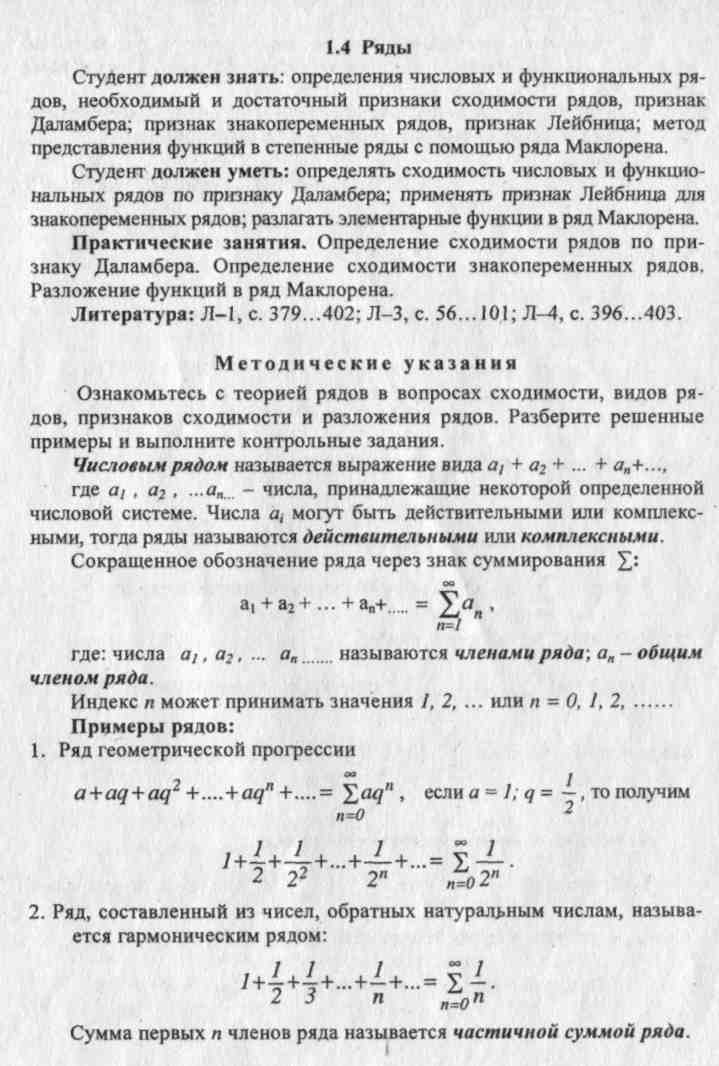 1.4 Ряды
Студент должен знать: определения числовых и функциональных ря-
дов, необходимый и достаточный признаки сходимости рядов, признак
Даламбера; признак знакопеременных рядов, признак Лейбница; метод
представления функций в степенные ряды с помощью ряда Маклорена.
Студент должен уметь: определять сходимость числовых и функцио-
нальных рядов по признаку Даламбера; применять признак Лейбница для
знакопеременных рядов; разлагать элементарные функции в ряд Маклорена.
Практические занятия. Определение сходимости рядов по при-
знаку Даламбера. Определение сходимости знакопеременных рядов.
Разложение функций в ряд Маклорена.
Литература: Л–1, с. 379...402; Л–3, с. 56...101; Л–4, с. 396...403.
Методические указания
Ознакомьтесь с теорией рядов в вопросах сходимости, видов ря-
дов, признаков сходимости и разложения рядов. Разберите решенные
примеры и выполните контрольные задания.
Числовым рядом называется выражение вида a₁ + a₂ + ... + aₙ+...,
где a₁ , a₂ , ...aₙ... – числа, принадлежащие некоторой определенной
числовой системе. Числа aᵢ могут быть действительными или комплекс-
ными, тогда ряды называются действительными или комплексными.
Сокращенное обозначение ряда через знак суммирования ∑:
a₁ + a₂ + ... + aₙ+..... = ∑_{n=1}^{∞} aₙ ,
где: числа a₁ , a₂ , ... aₙ ....... называются членами ряда; aₙ – общим
членом ряда.
Индекс n может принимать значения 1, 2, ... или n = 0, 1, 2, ......
Примеры рядов:
1. Ряд геометрической прогрессии
a+aq+aq²+....+aqⁿ+....= ∑_{n=0}^{∞} aqⁿ , если a = 1; q = 1/2 , то получим
1+1/2+1/2²+...+1/2ⁿ+...= ∑_{n=0}^{∞} 1/2ⁿ .
2. Ряд, составленный из чисел, обратных натуральным числам, называ-
ется гармоническим рядом:
1+1/2+1/3+...+1/n+...= ∑_{n=0}^{∞} 1/n .
Сумма первых n членов ряда называется частичной суммой ряда.